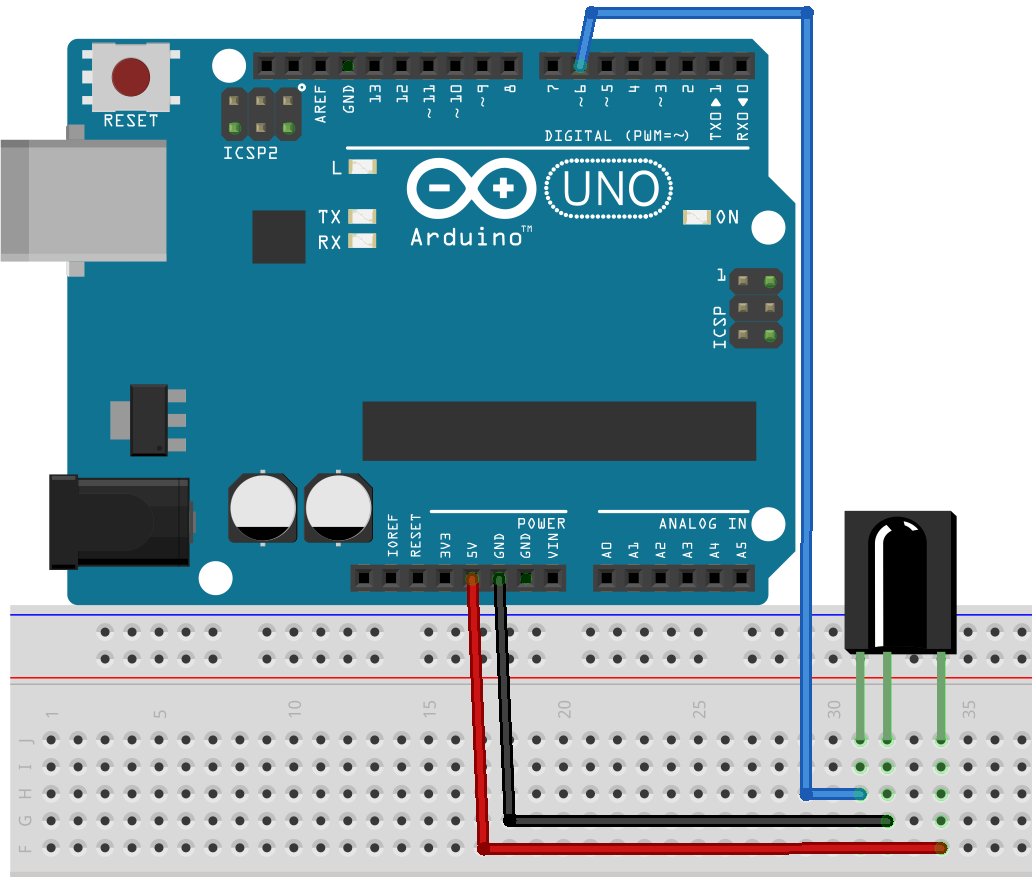 RESET
ICSP2
AREF
GND
13
12
~11
~10
~9
8
7
~6
~5
4
~3
2
TX0▶1
RX0◀0
DIGITAL (PWM=~)
L
TX
RX
Arduino™
UNO
ON
1
ICSP
IOREF
RESET
3V3
5V
GND
GND
VIN
POWER
A0
A1
A2
A3
A4
A5
ANALOG IN
1
5
10
15
20
25
30
35
J
I
H
G
F